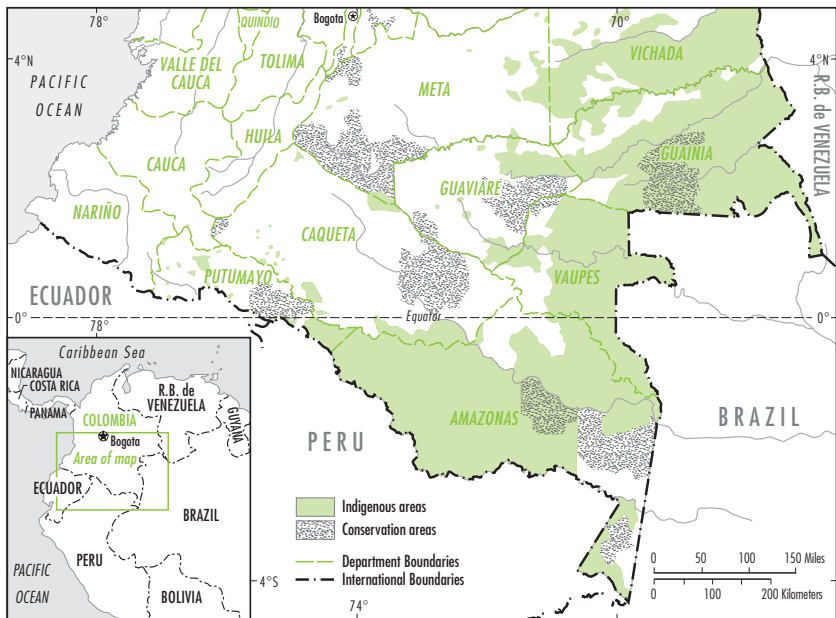 78°
70°
QUINDIO
Bogota
4°N
4°N
VICHADA
PACIFIC
OCEAN
VALLE DEL
CAUCA
TOLIMA
META
R.B. de VENEZUELA
HUILA
CAUCA
GUAINIA
GUAVIARE
NARIÑO
CAQUETA
PUTUMAYO
VAUPES
ECUADOR
0°
78°
Equator
0°
Caribbean Sea
NICARAGUA
COSTA RICA
PANAMA
R.B. de
VENEZUELA
GUYANA
COLOMBIA
Bogota
Area of map
ECUADOR
BRAZIL
PERU
PACIFIC
OCEAN
BOLIVIA
AMAZONAS
PERU
BRAZIL
Indigenous areas
Conservation areas
Department Boundaries
International Boundaries
0 50 100 150 Miles
0 100 200 Kilometers
4°S
74°
70°